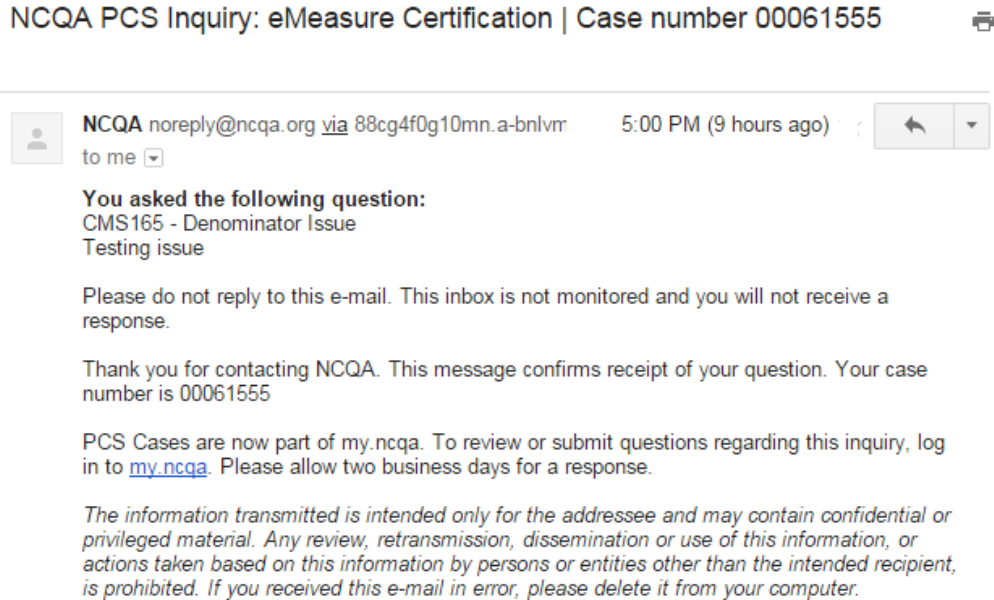 NCQA PCS Inquiry: eMeasure Certification | Case number 00061555
NCQA noreply@ncqa.org via 88cg4f0g10mn.a-bnlvm 5:00 PM (9 hours ago)
to me
You asked the following question:
CMS165 - Denominator Issue
Testing issue
Please do not reply to this e-mail. This inbox is not monitored and you will not receive a
response.
Thank you for contacting NCQA. This message confirms receipt of your question. Your case
number is 00061555
PCS Cases are now part of my.ncqa. To review or submit questions regarding this inquiry, log
in to my.ncqa. Please allow two business days for a response.
The information transmitted is intended only for the addressee and may contain confidential or
privileged material. Any review, retransmission, dissemination or use of this information, or
actions taken based on this information by persons or entities other than the intended recipient,
is prohibited. If you received this e-mail in error, please delete it from your computer.